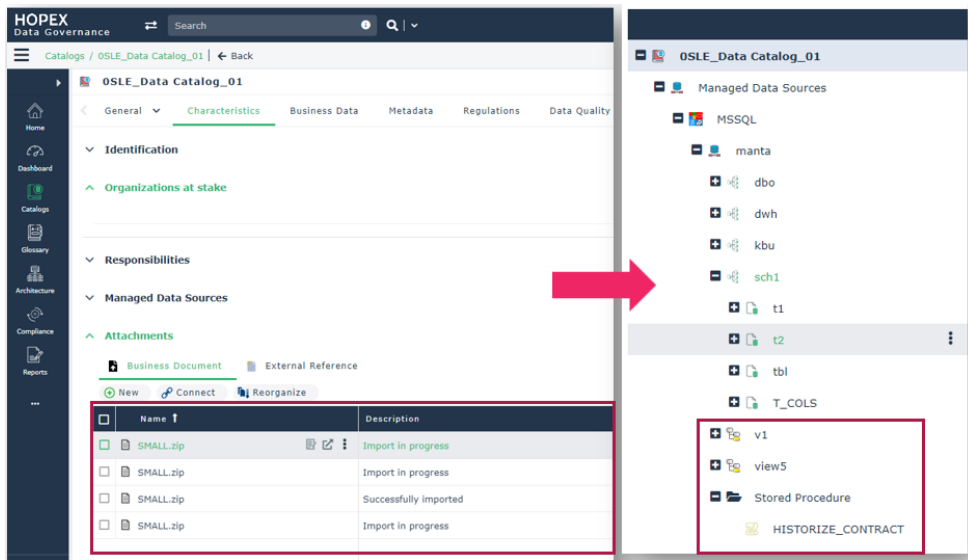 HOPEX
Data Governance
Search
Catalogs / 0SLE_Data Catalog_01 | ← Back
0SLE_Data Catalog_01
General
Characteristics
Business Data
Metadata
Regulations
Data Quality
Home
Dashboard
Catalogs
Glossary
Architecture
Compliance
Reports
...
Identification
Organizations at stake
Responsibilities
Managed Data Sources
Attachments
Business Document
External Reference
New
Connect
Reorganize
Name ↑ Description
SMALL.zip Import in progress
SMALL.zip Import in progress
SMALL.zip Successfully imported
SMALL.zip Import in progress
0SLE_Data Catalog_01
Managed Data Sources
MSSQL
manta
dbo
dwh
kbu
sch1
t1
t2
tbl
T_COLS
v1
view5
Stored Procedure
HISTORIZE_CONTRACT